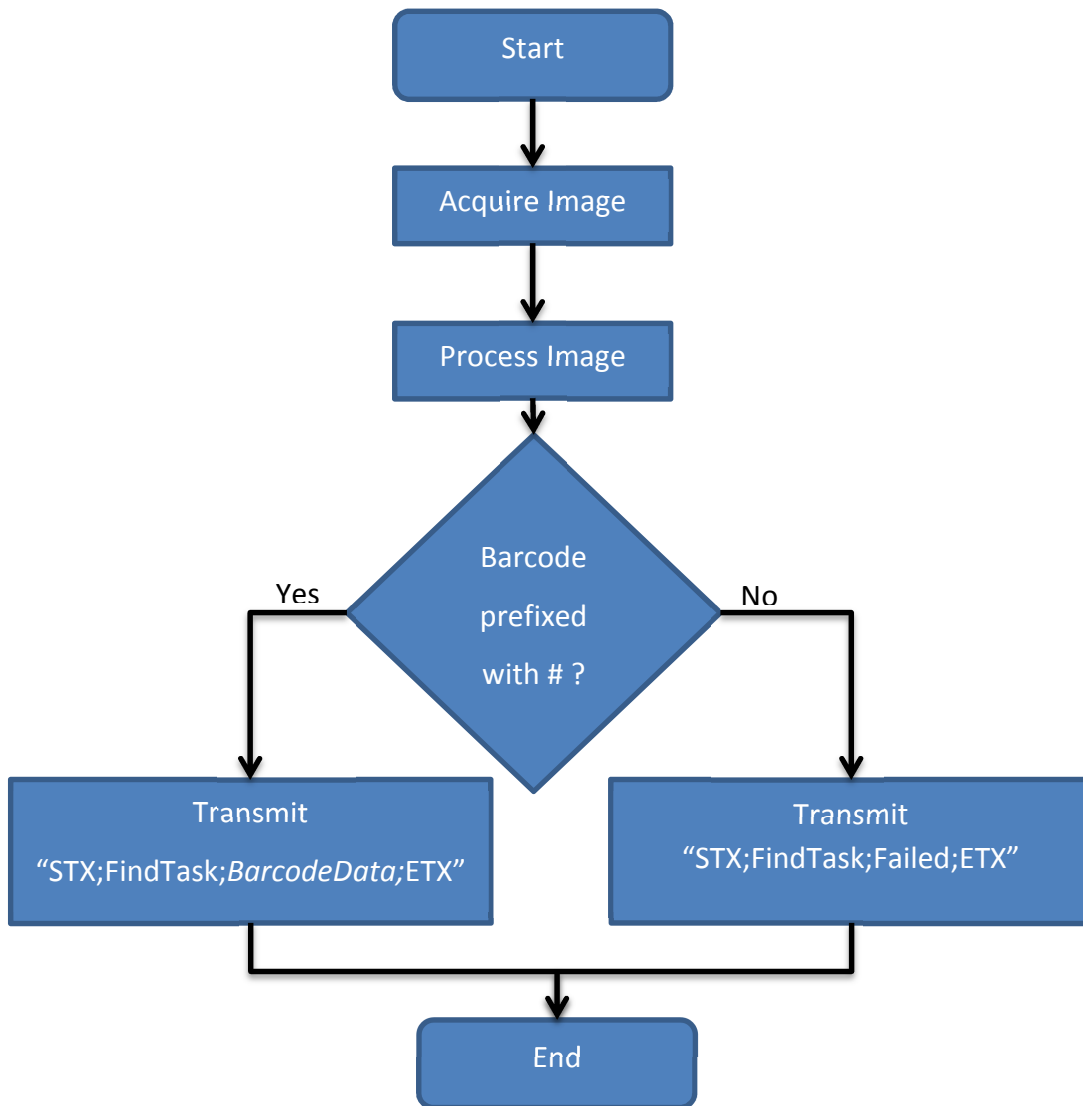 Start
Acquire Image
Process Image
Barcode
prefixed
with # ?
Yes
No
Transmit
“STX;FindTask;BarcodeData;ETX”
Transmit
“STX;FindTask;Failed;ETX”
End